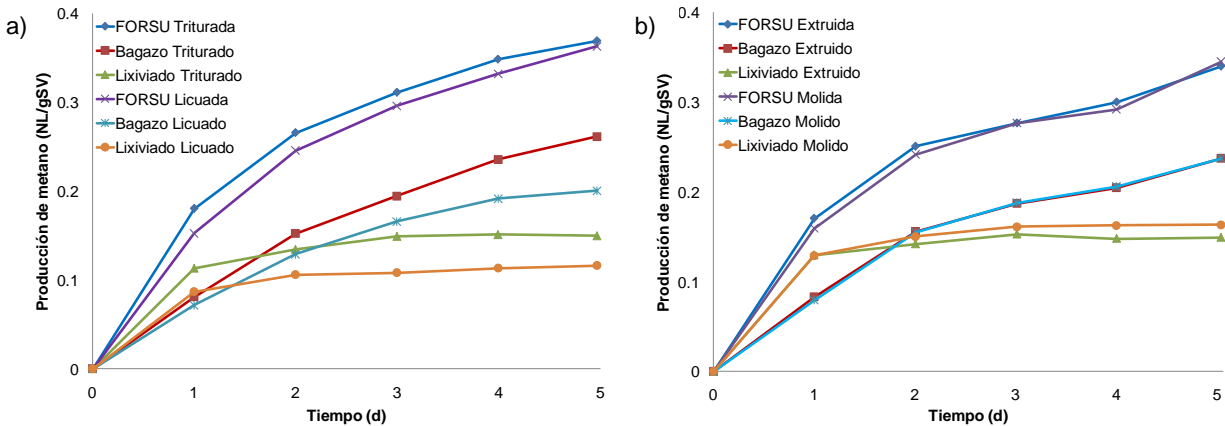 a)
0.4
0.3
0.2
0.1
0
Producción de metano (NL/gSV)
FORSU Triturada
Bagazo Triturado
Lixiviado Triturado
FORSU Licuada
Bagazo Licuado
Lixiviado Licuado
0 1 2 3 4 5
Tiempo (d)
b)
0.4
0.3
0.2
0.1
0
Producción de metano (NL/gSV)
FORSU Extruida
Bagazo Extruido
Lixiviado Extruido
FORSU Molida
Bagazo Molido
Lixiviado Molido
0 1 2 3 4 5
Tiempo (d)